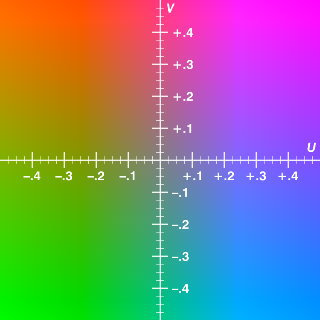 V
+.4
+.3
+.2
+.1
U
–.4 –.3 –.2 –.1 +.1 +.2 +.3 +.4
–.1
–.2
–.3
–.4